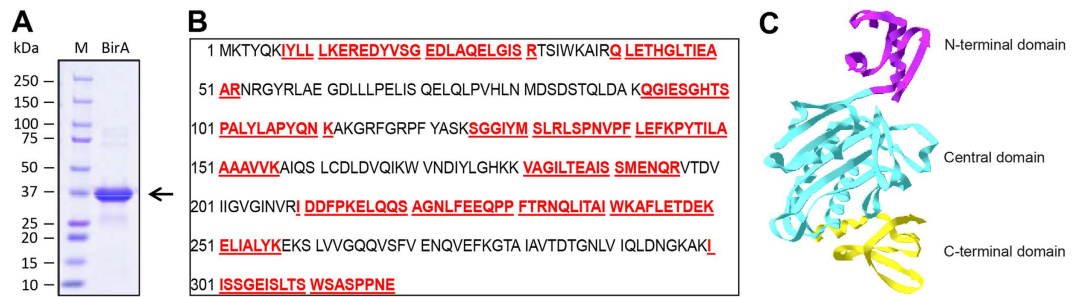 A
kDa M BirA
250
150
100
75
50
37
25
20
15
10
B
1 MKTYQKIYLL LKEREDYVSG EDLAQELGIS RTSIWKAIRQ LETHGLTIEA
51 ARNRGYRLAE GDLLLPELIS QELQLPVHLN MDSDSTQLDA KQGIESGHTS
101 PALYLAPYQN KAKGRFGRPF YASKSGGIYM SLRLSPNVPF LEFKPYTILA
151 AAAVVKAIQS LCDLDVQIKW VNDIYLGHKK VAGILTEAIS SMENQRVTDV
201 IIGVGINVRI DDFPKELQQS AGNLFEEQPP FTRNQLITAI WKAFLETDEK
251 ELIALYKEKS LVVGQQVSFV ENQVEFKGTA IAVTDTGNLV IQLDNGKAKI
301 ISSGEISLTS WSASPPNE
C
N-terminal domain
Central domain
C-terminal domain